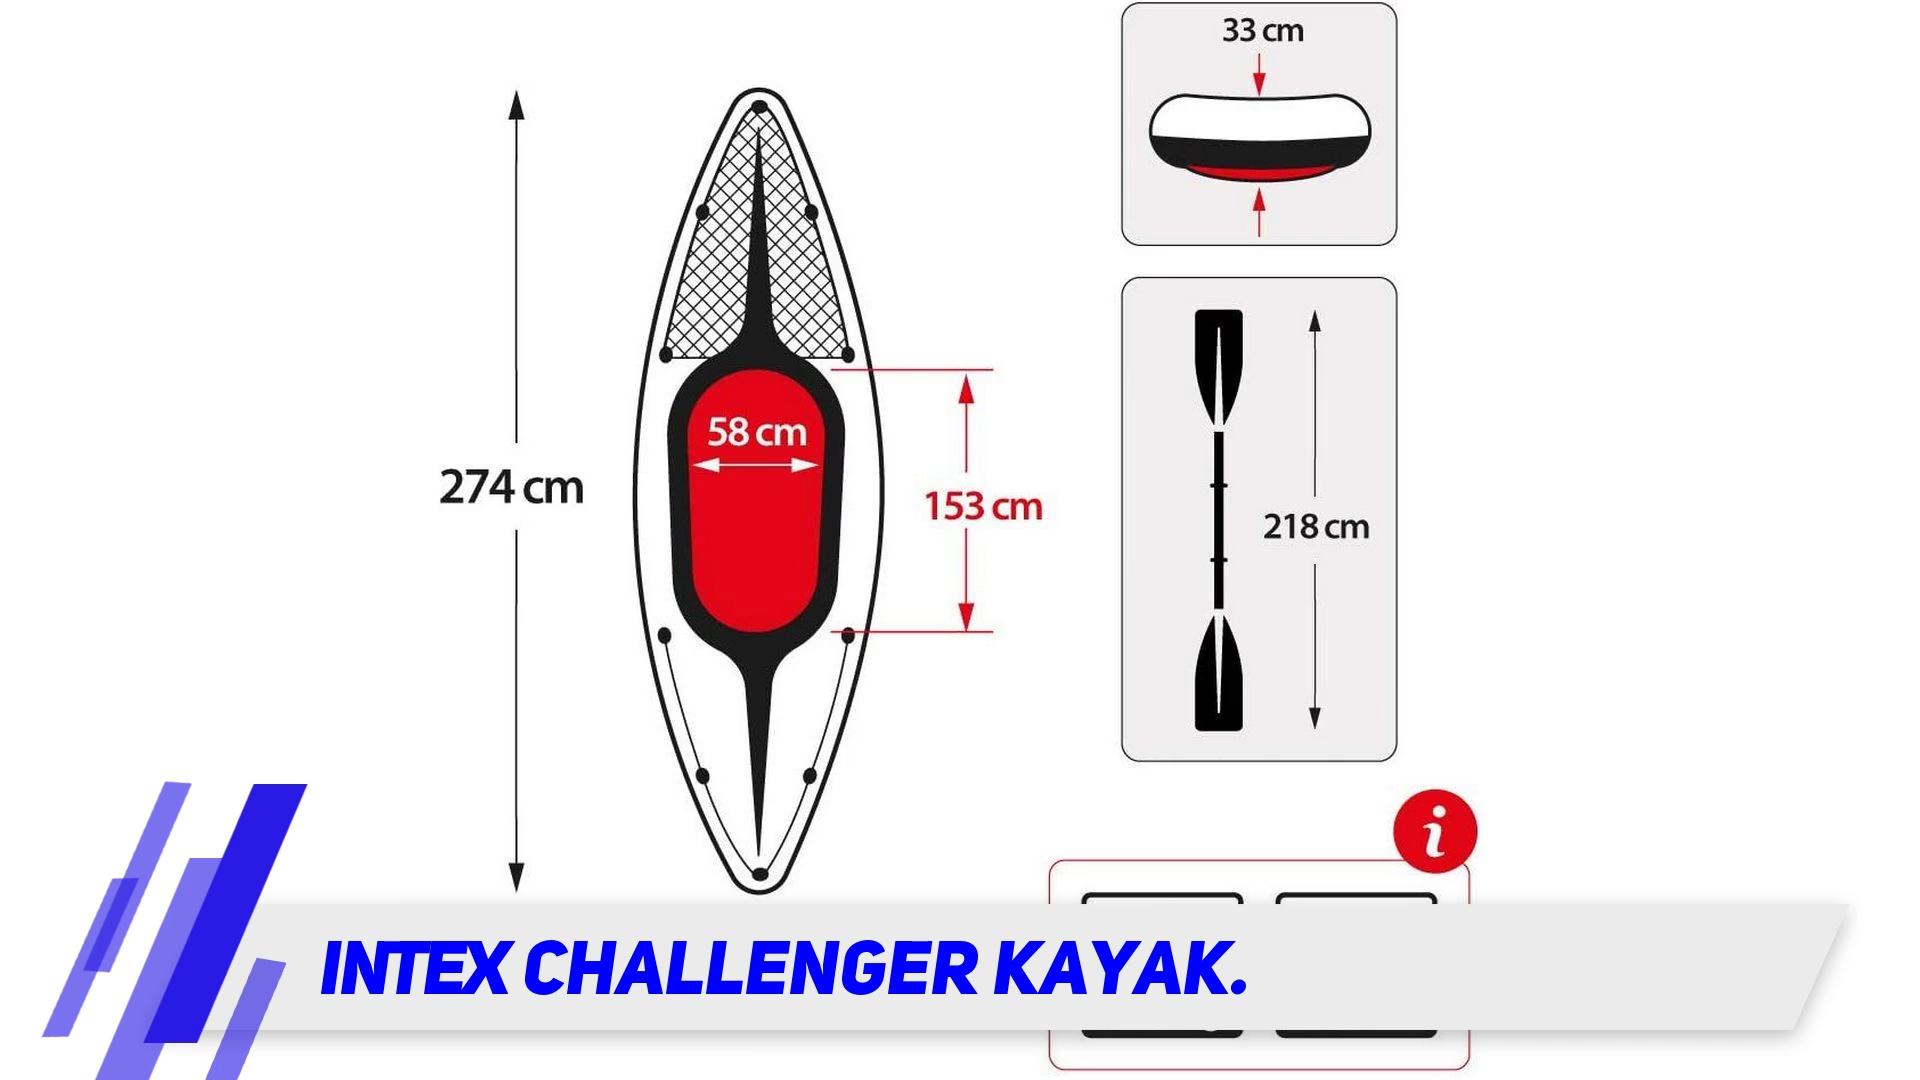 33 cm
58 cm
274 cm
153 cm
218 cm
i
INTEX CHALLENGER KAYAK.